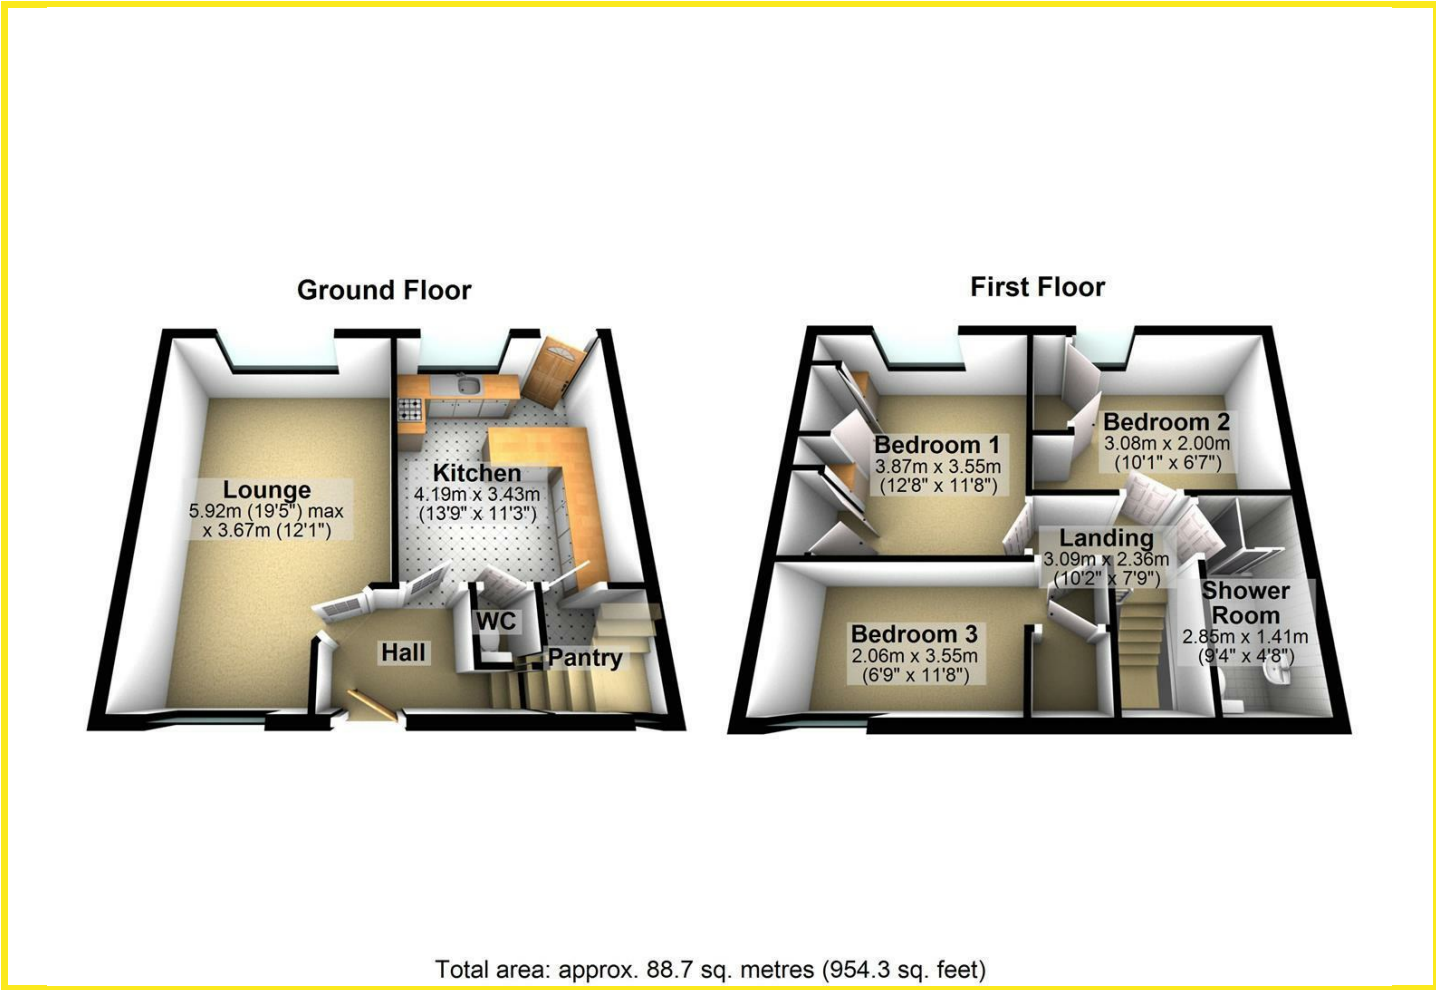 Ground Floor
Lounge
5.92m (19'5") max
x 3.67m (12'1")
Kitchen
4.19m x 3.43m
(13'9" x 11'3")
WC
Hall
Pantry
First Floor
Bedroom 1
3.87m x 3.55m
(12'8" x 11'8")
Bedroom 2
3.08m x 2.00m
(10'1" x 6'7")
Landing
3.09m x 2.36m
(10'2" x 7'9")
Shower
Room
2.85m x 1.41m
(9'4" x 4'8")
Bedroom 3
2.06m x 3.55m
(6'9" x 11'8")
Total area: approx. 88.7 sq. metres (954.3 sq. feet)